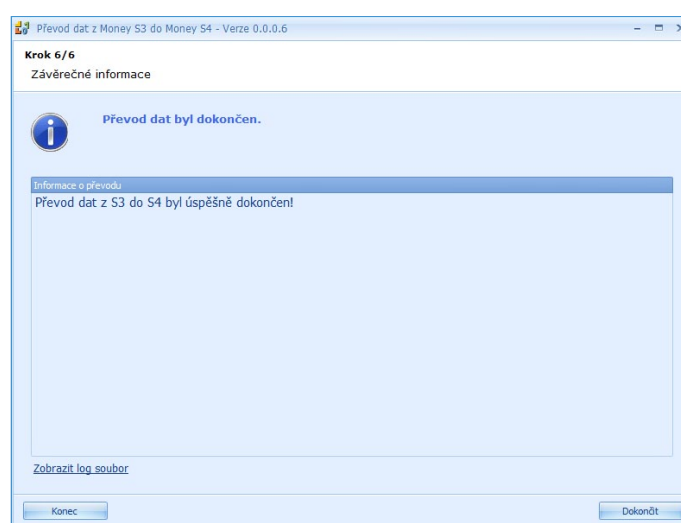 Převod dat z Money S3 do Money S4 - Verze 0.0.0.6
Krok 6/6
Závěrečné informace
Převod dat byl dokončen.
Informace o převodu
Převod dat z S3 do S4 byl úspěšně dokončen!
Zobrazit log soubor
Konec
Dokončit